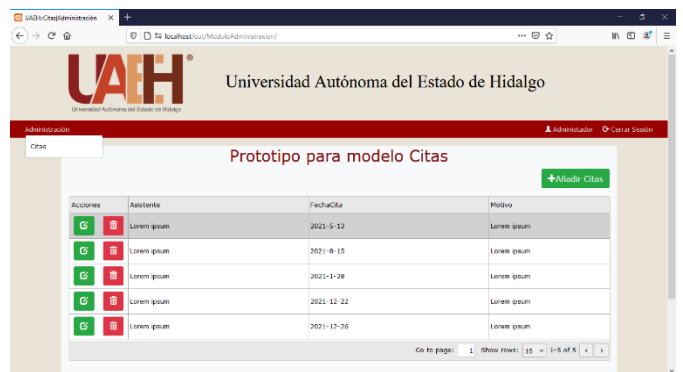 UAEH:Citas|Administración
localhost/out/ModuloAdministracion/
UAEH
®
Universidad Autónoma del Estado de Hidalgo
Universidad Autónoma del Estado de Hidalgo
Administración Administador Cerrar Sesión
Citas
Prototipo para modelo Citas
+Añadir Citas
Acciones Asistente FechaCita Motivo
Lorem ipsum 2021-5-13 Lorem ipsum
Lorem ipsum 2021-8-15 Lorem ipsum
Lorem ipsum 2021-1-28 Lorem ipsum
Lorem ipsum 2021-12-22 Lorem ipsum
Lorem ipsum 2021-12-26 Lorem ipsum
Go to page: 1 Show rows: 10 1-5 of 5